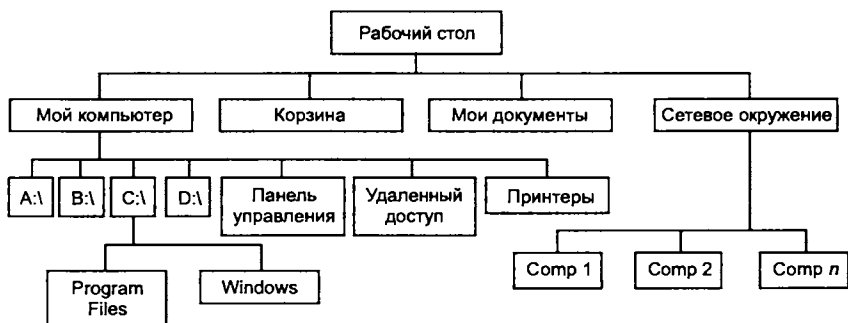 Рабочий стол
Мой компьютер
Корзина
Мои документы
Сетевое окружение
A:\
B:\
C:\
D:\
Панель
управления
Удаленный
доступ
Принтеры
Comp 1
Comp 2
Comp n
Program
Files
Windows